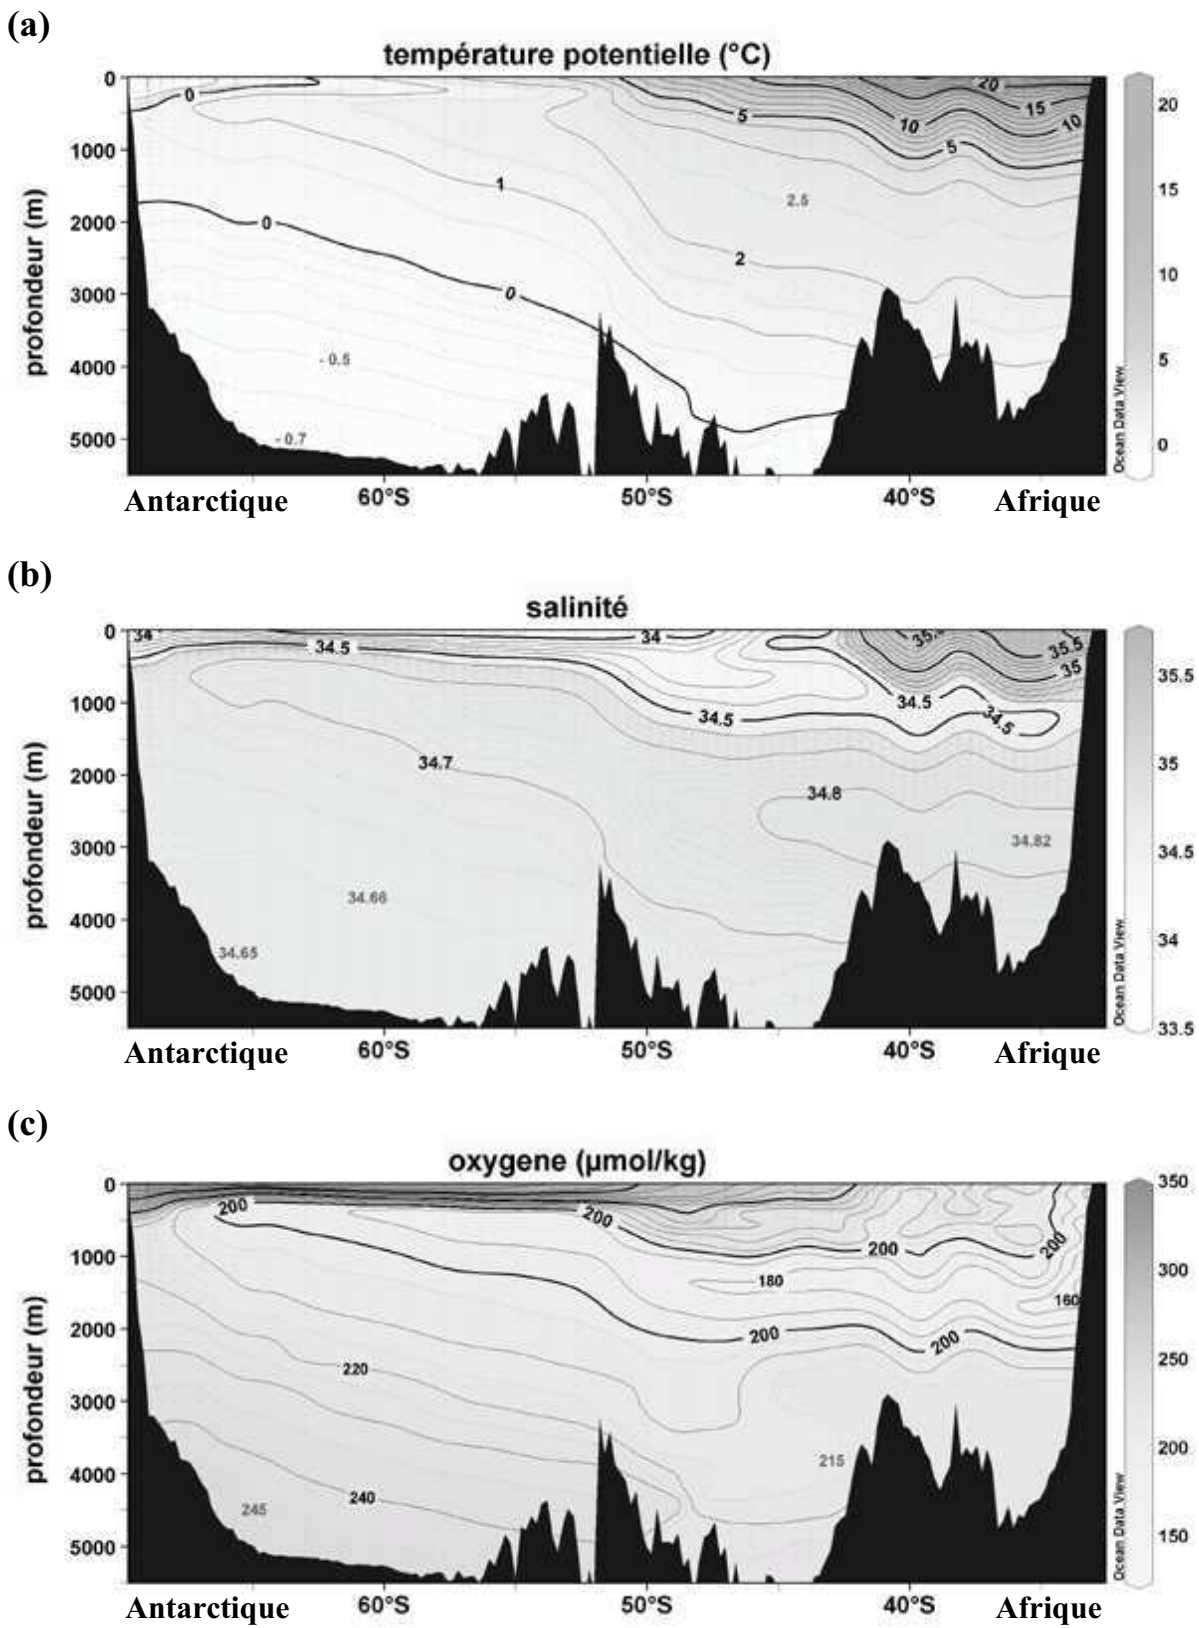 (a)
température potentielle (°C)
0
1000
2000
3000
4000
5000
profondeur (m)
0
0
0
1
2
2.5
5
5
10
10
15
20
- 0.5
- 0.7
20
15
10
5
0
Ocean Data View
Antarctique
60°S
50°S
40°S
Afrique
(b)
salinité
0
1000
2000
3000
4000
5000
profondeur (m)
34
34
34.5
34.5
34.5
34.5
34.7
34.8
34.82
34.66
34.65
35.5
35
35.5
35
34.5
34
33.5
Ocean Data View
Antarctique
60°S
50°S
40°S
Afrique
(c)
oxygene (µmol/kg)
0
1000
2000
3000
4000
5000
profondeur (m)
200
200
200
200
200
200
180
160
220
240
245
215
350
300
250
200
150
Ocean Data View
Antarctique
60°S
50°S
40°S
Afrique